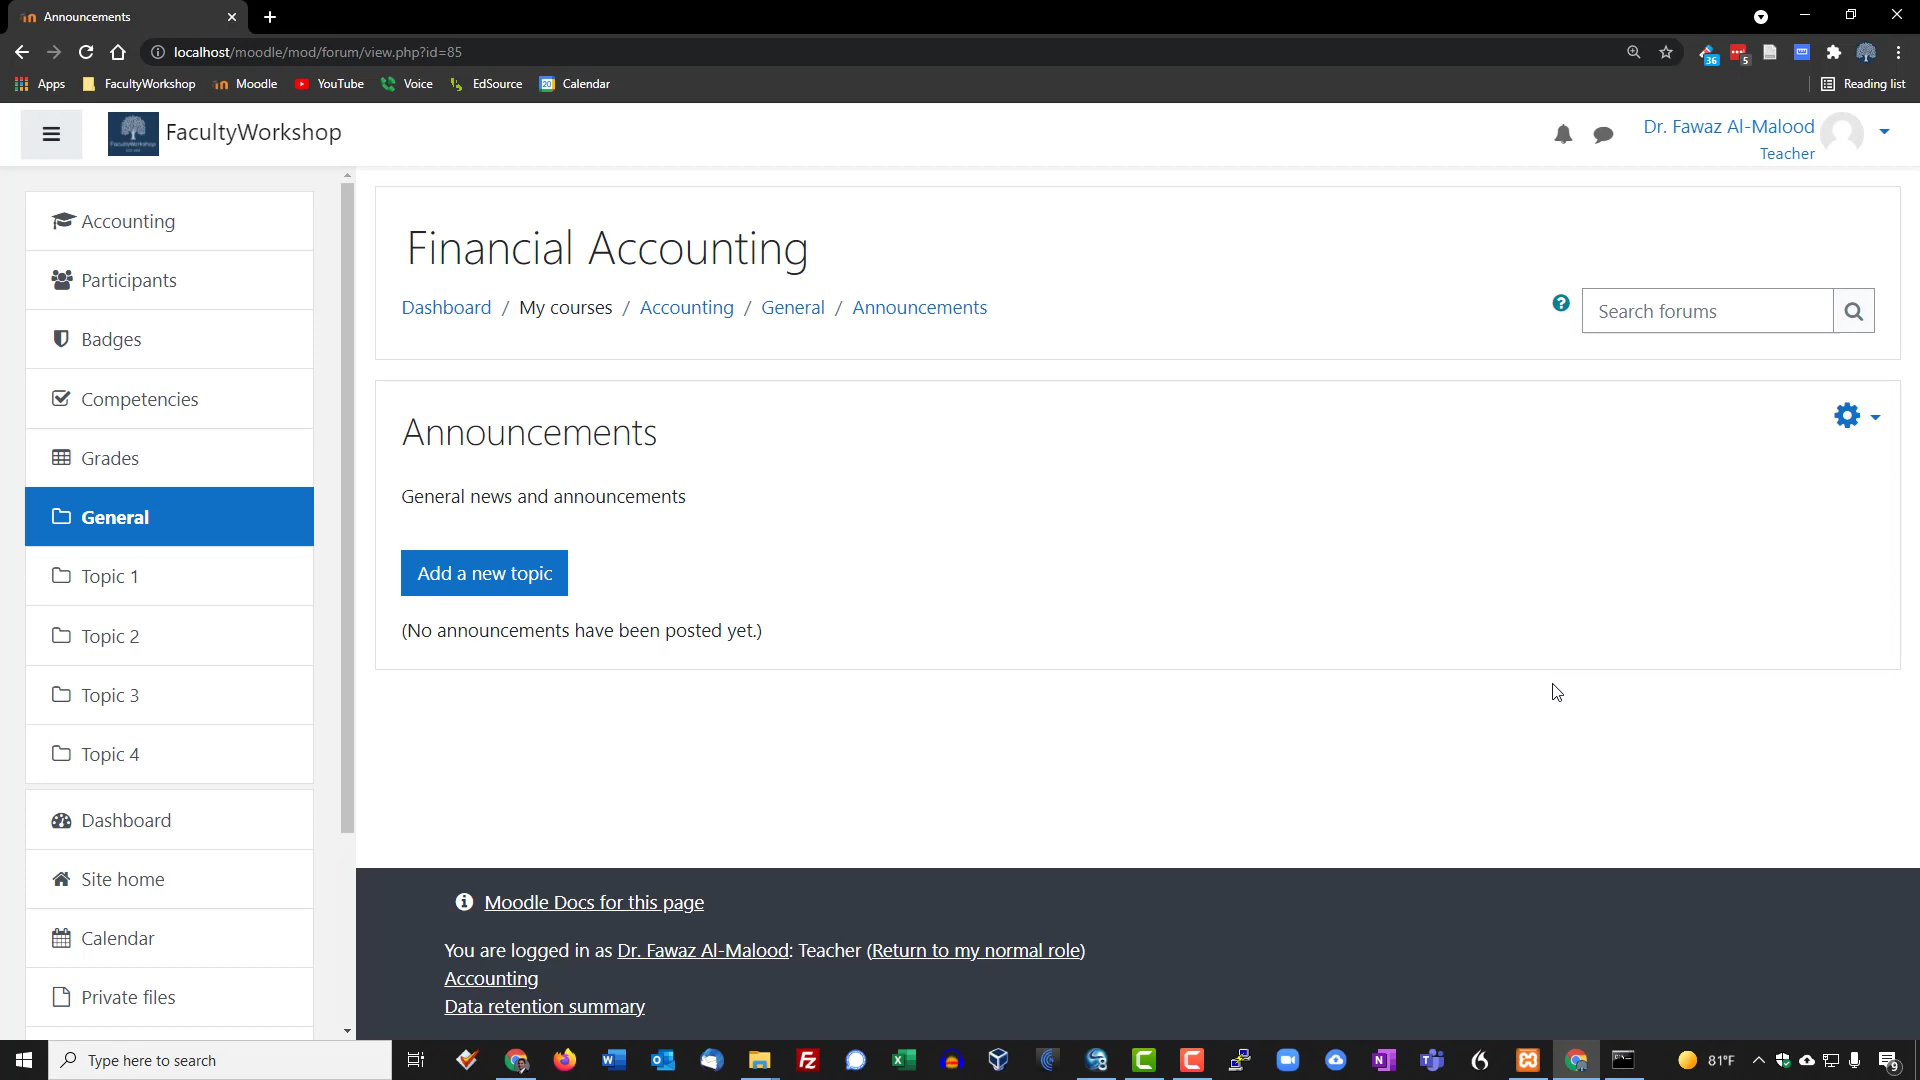 Announcements
localhost/moodle/mod/forum/view.php?id=85
36
5
Apps
FacultyWorkshop
Moodle
YouTube
Voice
EdSource
20
Calendar
Reading list
FacultyWorkshop
Dr. Fawaz Al-Malood
Teacher
Accounting
Participants
Badges
Competencies
Grades
General
Topic 1
Topic 2
Topic 3
Topic 4
Dashboard
Site home
Calendar
Private files
Financial Accounting
Dashboard / My courses / Accounting / General / Announcements
Search forums
Announcements
General news and announcements
Add a new topic
(No announcements have been posted yet.)
Moodle Docs for this page
You are logged in as Dr. Fawaz Al-Malood: Teacher (Return to my normal role)
Accounting
Data retention summary
Type here to search
81°F
9